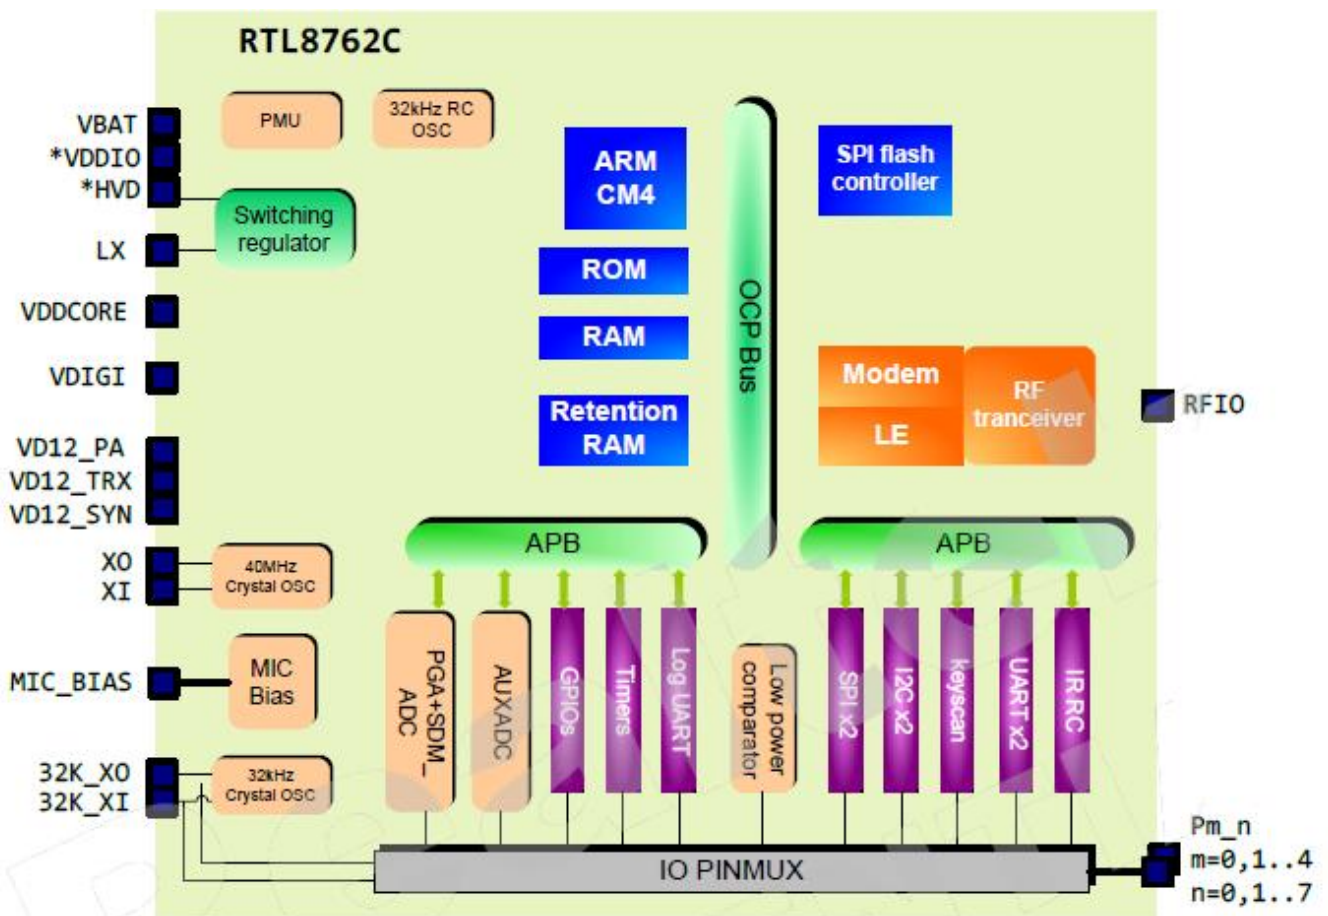 RTL8762C
VBAT
*VDDIO
*HVD
LX
VDDCORE
VDIGI
VD12_PA
VD12_TRX
VD12_SYN
XO
XI
MIC_BIAS
32K_XO
32K_XI
PMU
32kHz RC
OSC
Switching
regulator
40MHz
Crystal OSC
MIC
Bias
32kHz
Crystal OSC
ARM
CM4
ROM
RAM
Retention
RAM
OCP Bus
SPI flash
controller
Modem
LE
RF
tranceiver
RFIO
APB
APB
PGA+SDM_
ADC
AUXADC
GPIOs
Timers
Log UART
Low power
comparator
SPI x2
I2C x2
keyscan
UART x2
IR RC
IO PINMUX
Pm_n
m=0,1..4
n=0,1..7